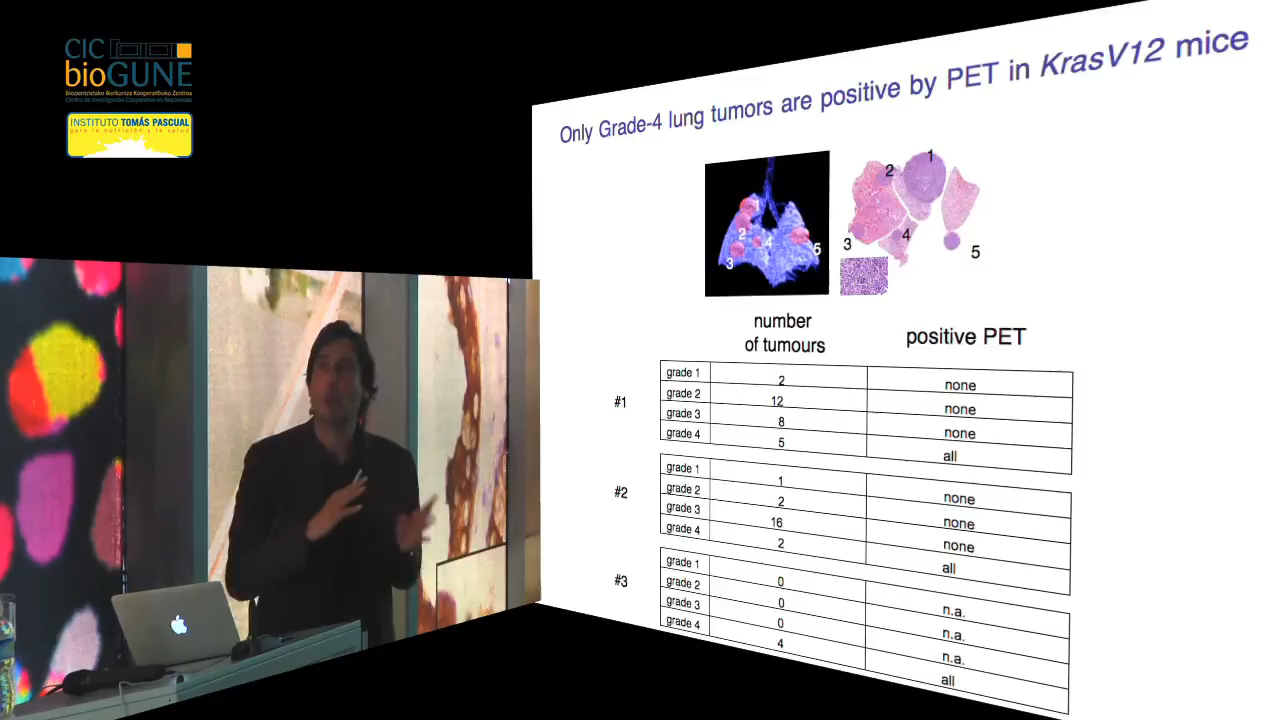 CIC
bioGUNE
Biozientzietako Ikerkuntza Kooperatiboko Zentroa
Centro de Investigación Cooperativa en Biociencias
INSTITUTO TOMÁS PASCUAL
para la nutrición y la salud
Only Grade-4 lung tumors are positive by PET in KrasV12 mice
1
2
3
4
5
1
2
3
4
5
number
of tumours
positive PET
#1
grade 1 2 none
grade 2 12 none
grade 3 8 none
grade 4 5 all
#2
grade 1 1 none
grade 2 2 none
grade 3 16 none
grade 4 2 all
#3
grade 1 0 n.a.
grade 2 0 n.a.
grade 3 0 n.a.
grade 4 4 all